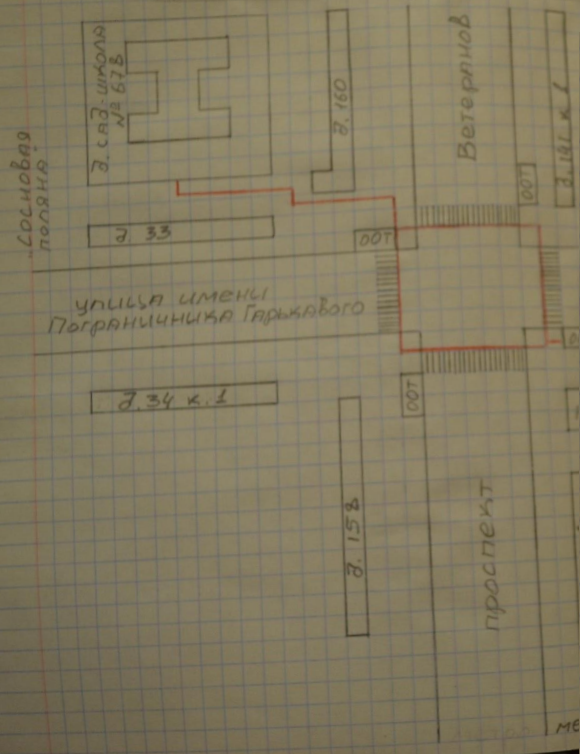 „СОСНОВАЯ
ПОЛЯНА"
д. САД-ШКОЛА
№ 678
д. 160
Ветеранов
д. 141 к 1
ООТ
д. 33
ООТ
улица имени
Пограничника Гарькавого
д. 34 к. 1
ООТ
д. 158
проспект